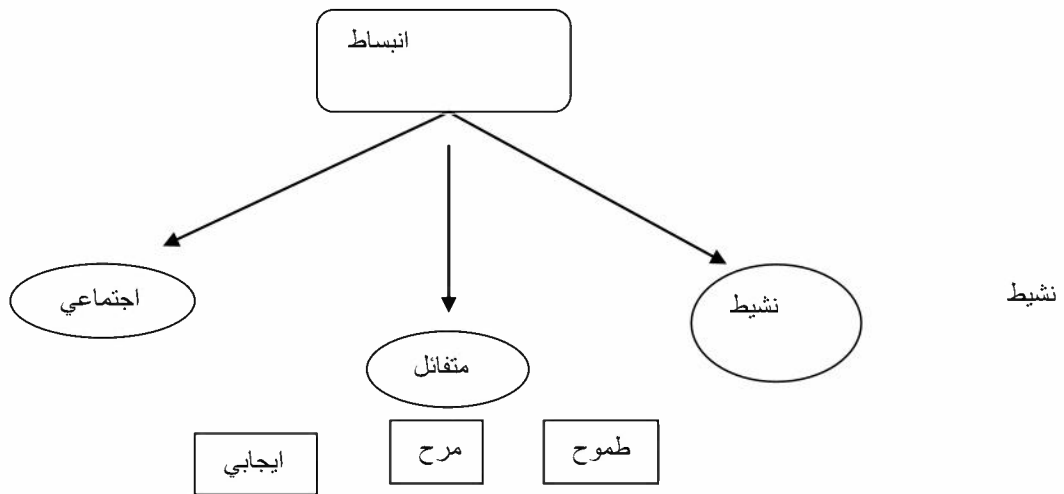 انبساط
نشيط
نشيط
اجتماعي
متفائل
طموح
مرح
ايجابي